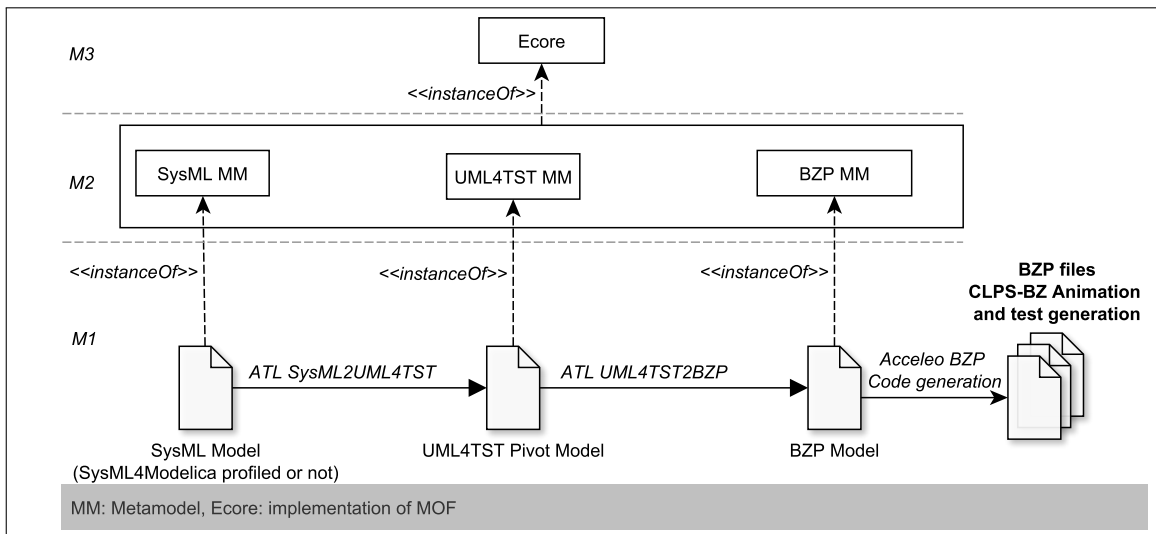 M3
Ecore
<<instanceOf>>
M2
SysML MM
UML4TST MM
BZP MM
<<instanceOf>>
<<instanceOf>>
<<instanceOf>>
BZP files
CLPS-BZ Animation
and test generation
M1
ATL SysML2UML4TST
ATL UML4TST2BZP
Acceleo BZP
Code generation
SysML Model
(SysML4Modelica profiled or not)
UML4TST Pivot Model
BZP Model
MM: Metamodel, Ecore: implementation of MOF